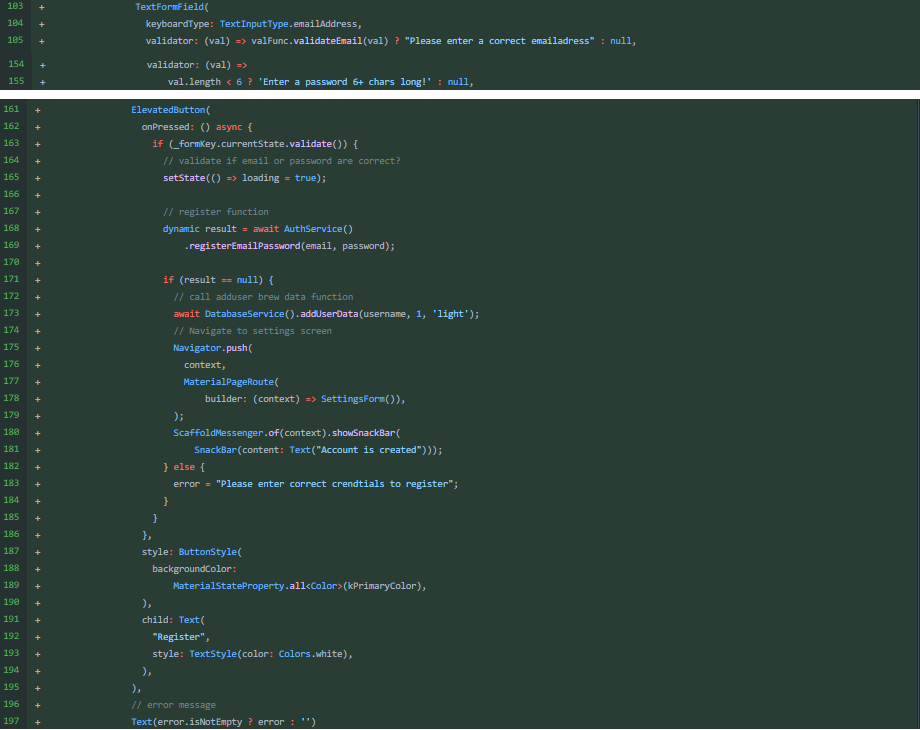 103 + TextFormField(
104 + keyboardType: TextInputType.emailAddress,
105 + validator: (val) => valFunc.validateEmail(val) ? "Please enter a correct emailadress" : null,
154 + validator: (val) =>
155 + val.length < 6 ? 'Enter a password 6+ chars long!' : null,
161 + ElevatedButton(
162 + onPressed: () async {
163 + if (_formKey.currentState.validate()) {
164 + // validate if email or password are correct?
165 + setState(() => loading = true);
166 +
167 + // register function
168 + dynamic result = await AuthService()
169 + .registerEmailPassword(email, password);
170 +
171 + if (result == null) {
172 + // call adduser brew data function
173 + await DatabaseService().addUserData(username, 1, 'light');
174 + // Navigate to settings screen
175 + Navigator.push(
176 + context,
177 + MaterialPageRoute(
178 + builder: (context) => SettingsForm()),
179 + );
180 + ScaffoldMessenger.of(context).showSnackBar(
181 + SnackBar(content: Text("Account is created")));
182 + } else {
183 + error = "Please enter correct crendtials to register";
184 + }
185 + }
186 + },
187 + style: ButtonStyle(
188 + backgroundColor:
189 + MaterialStateProperty.all<Color>(kPrimaryColor),
190 + ),
191 + child: Text(
192 + "Register",
193 + style: TextStyle(color: Colors.white),
194 + ),
195 + ),
196 + // error message
197 + Text(error.isNotEmpty ? error : '')